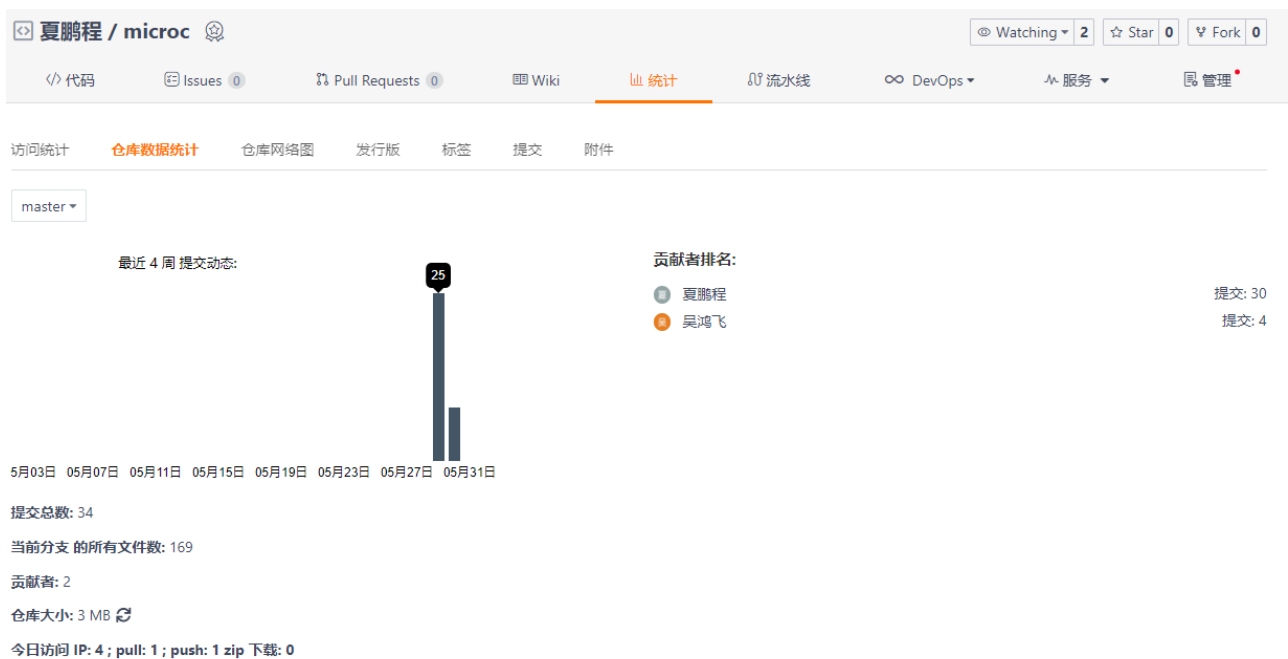 夏鹏程 / microc
Watching 2 Star 0 Fork 0
代码 Issues 0 Pull Requests 0 Wiki 统计 流水线 DevOps 服务 管理
访问统计 仓库数据统计 仓库网络图 发行版 标签 提交 附件
master
最近 4 周 提交动态:
25
5月03日 05月07日 05月11日 05月15日 05月19日 05月23日 05月27日 05月31日
贡献者排名:
夏 夏鹏程 提交: 30
吴 吴鸿飞 提交: 4
提交总数: 34
当前分支 的所有文件数: 169
贡献者: 2
仓库大小: 3 MB
今日访问 IP: 4 ; pull: 1 ; push: 1 zip 下载: 0